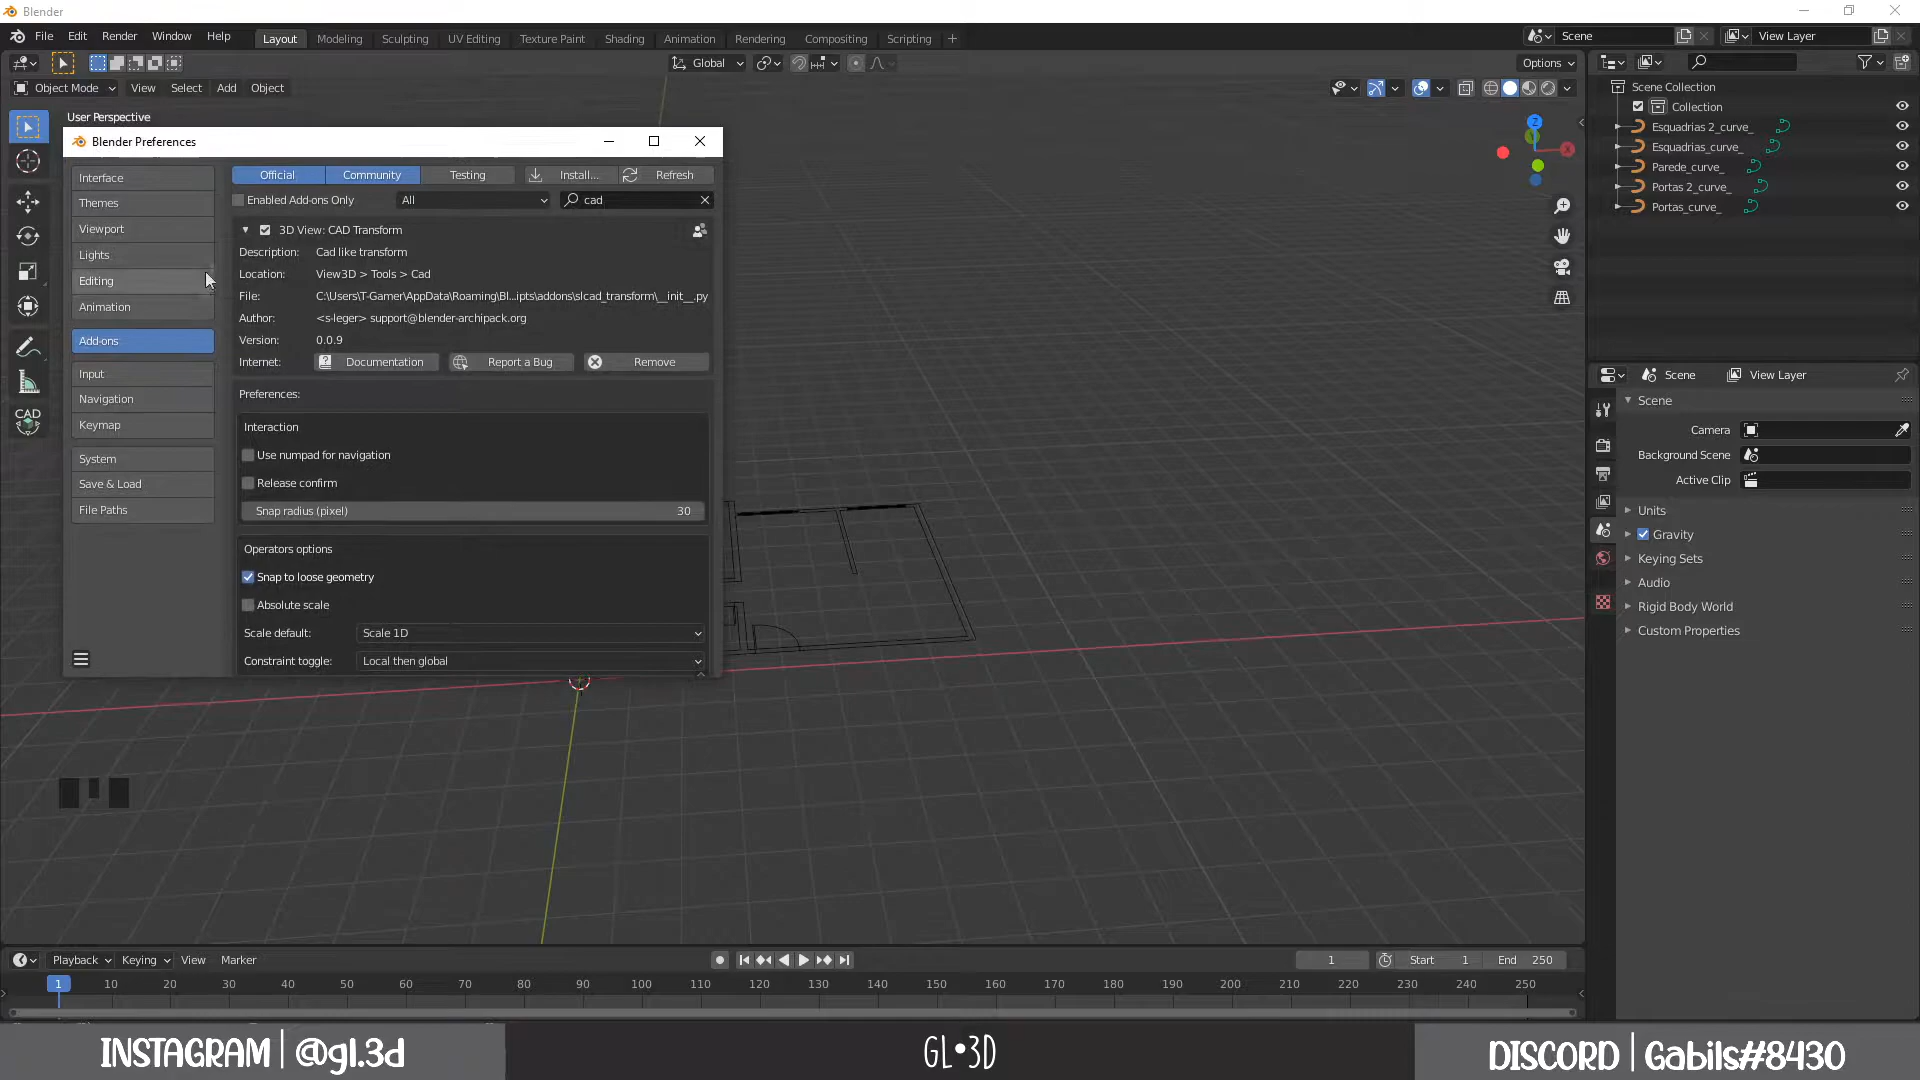 Blender
File Edit Render Window Help Layout Modeling Sculpting UV Editing Texture Paint Shading Animation Rendering Compositing Scripting + Scene View Layer
Global Options
Object Mode View Select Add Object
User Perspective
Blender Preferences
Interface
Themes
Viewport
Lights
Editing
Animation
Add-ons
Input
Navigation
Keymap
System
Save & Load
File Paths
Official Community Testing Install... Refresh
Enabled Add-ons Only All cad
3D View: CAD Transform
Description: Cad like transform
Location: View3D > Tools > Cad
File: C:\Users\T-Gamer\AppData\Roaming\Bl...ipts\addons\slcad_transform\__init__.py
Author: <s-leger> support@blender-archipack.org
Version: 0.0.9
Internet: Documentation Report a Bug Remove
Preferences:
Interaction
Use numpad for navigation
Release confirm
Snap radius (pixel) 30
Operators options
Snap to loose geometry
Absolute scale
Scale default: Scale 1D
Constraint toggle: Local then global
CAD
Z
X
Y
Scene Collection
Collection
Esquadrias 2_curve_
Esquadrias_curve_
Parede_curve_
Portas 2_curve_
Portas_curve_
Scene View Layer
Scene
Camera
Background Scene
Active Clip
Units
Gravity
Keying Sets
Audio
Rigid Body World
Custom Properties
Playback Keying View Marker 1 Start 1 End 250
1 10 20 30 40 50 60 70 80 90 100 110 120 130 140 150 160 170 180 190 200 210 220 230 240 250
INSTAGRAM | @gl.3d GL•3D DISCORD | Gabils#8430